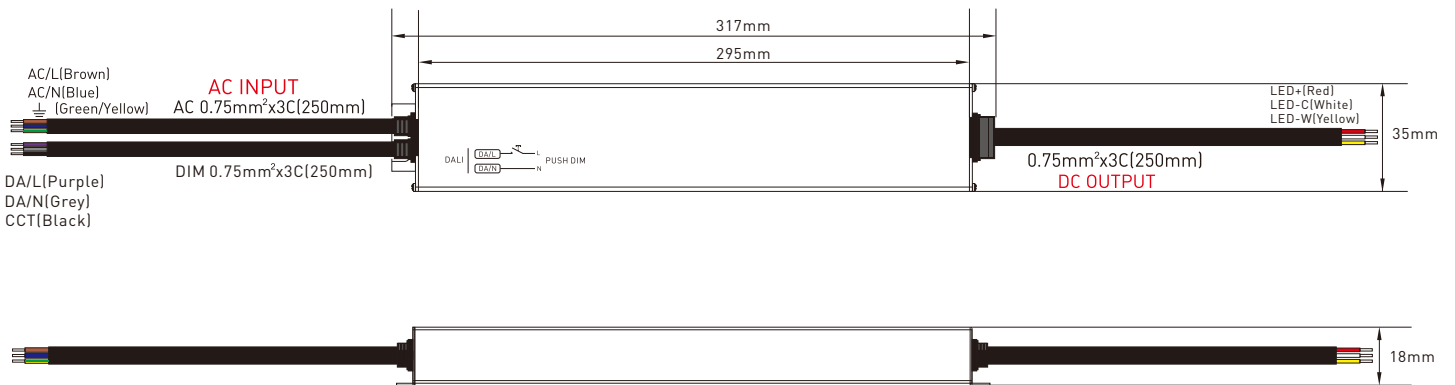 317mm
295mm
AC/L(Brown)
AC/N(Blue)
(Green/Yellow)
AC INPUT
AC 0.75mm²x3C(250mm)
DIM 0.75mm²x3C(250mm)
DA/L(Purple)
DA/N(Grey)
CCT(Black)
DALI
DA/L
L
DA/N
N
PUSH DIM
LED+(Red)
LED-C(White)
LED-W(Yellow)
0.75mm²x3C(250mm)
DC OUTPUT
35mm
18mm